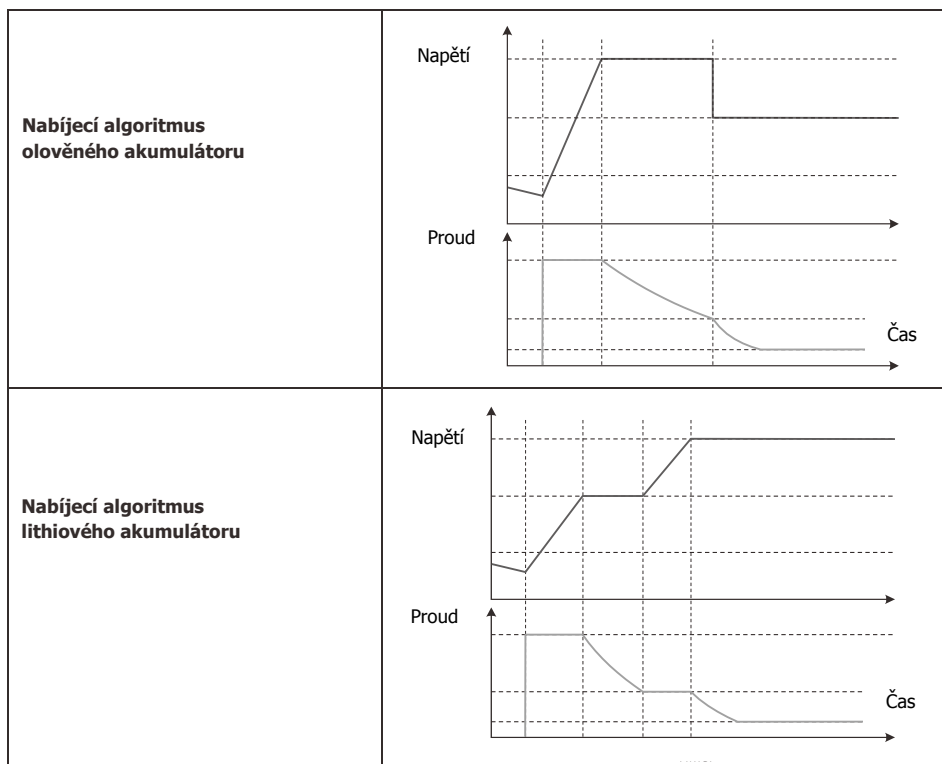 Nabíjecí algoritmus
olověného akumulátoru
Napětí
Proud
Čas
Nabíjecí algoritmus
lithiového akumulátoru
Napětí
Proud
Čas